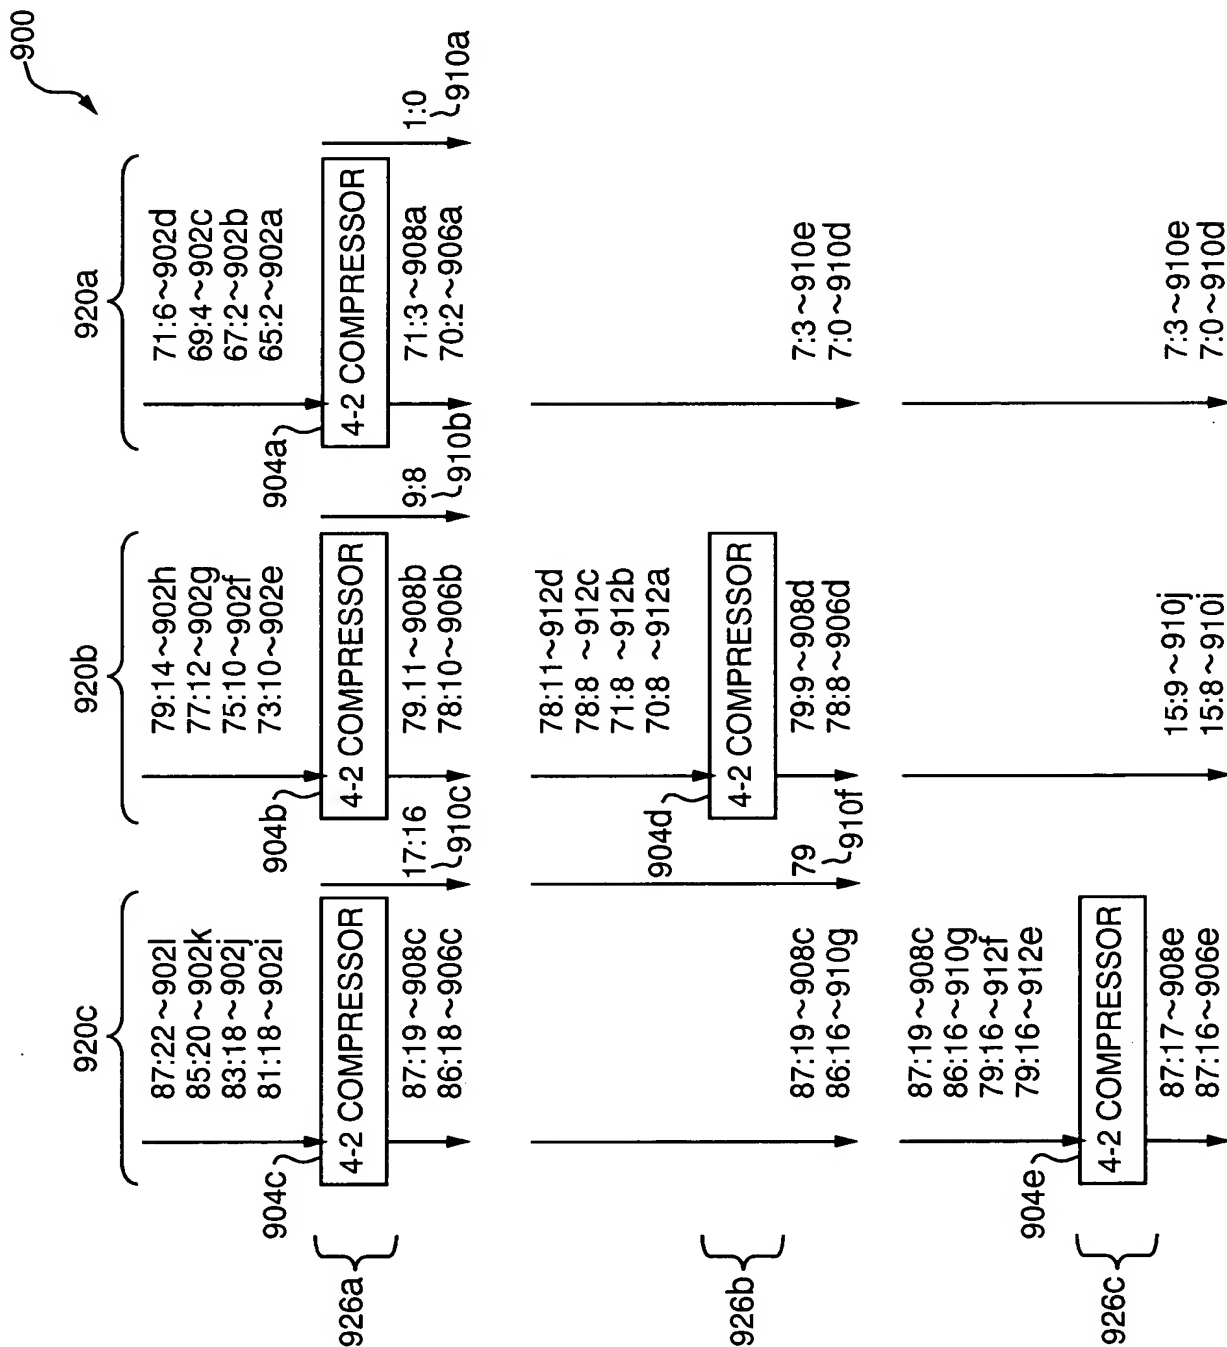 900
920c
920b
920a
87:22~902l
85:20~902k
83:18~902j
81:18~902i
79:14~902h
77:12~902g
75:10~902f
73:10~902e
71:6~902d
69:4~902c
67:2~902b
65:2~902a
904c
4-2 COMPRESSOR
17:16
910c
904b
4-2 COMPRESSOR
9:8
910b
904a
4-2 COMPRESSOR
1:0
910a
926a
87:19~908c
86:18~906c
79.11~908b
78:10~906b
71:3~908a
70:2~906a
78:11~912d
78:8~912c
71:8~912b
70:8~912a
904d
4-2 COMPRESSOR
926b
87:19~908c
86:16~910g
79
910f
79:9~908d
78:8~906d
7:3~910e
7:0~910d
87:19~908c
86:16~910g
79:16~912f
79:16~912e
904e
4-2 COMPRESSOR
926c
87:17~908e
87:16~906e
15:9~910j
15:8~910i
7:3~910e
7:0~910d